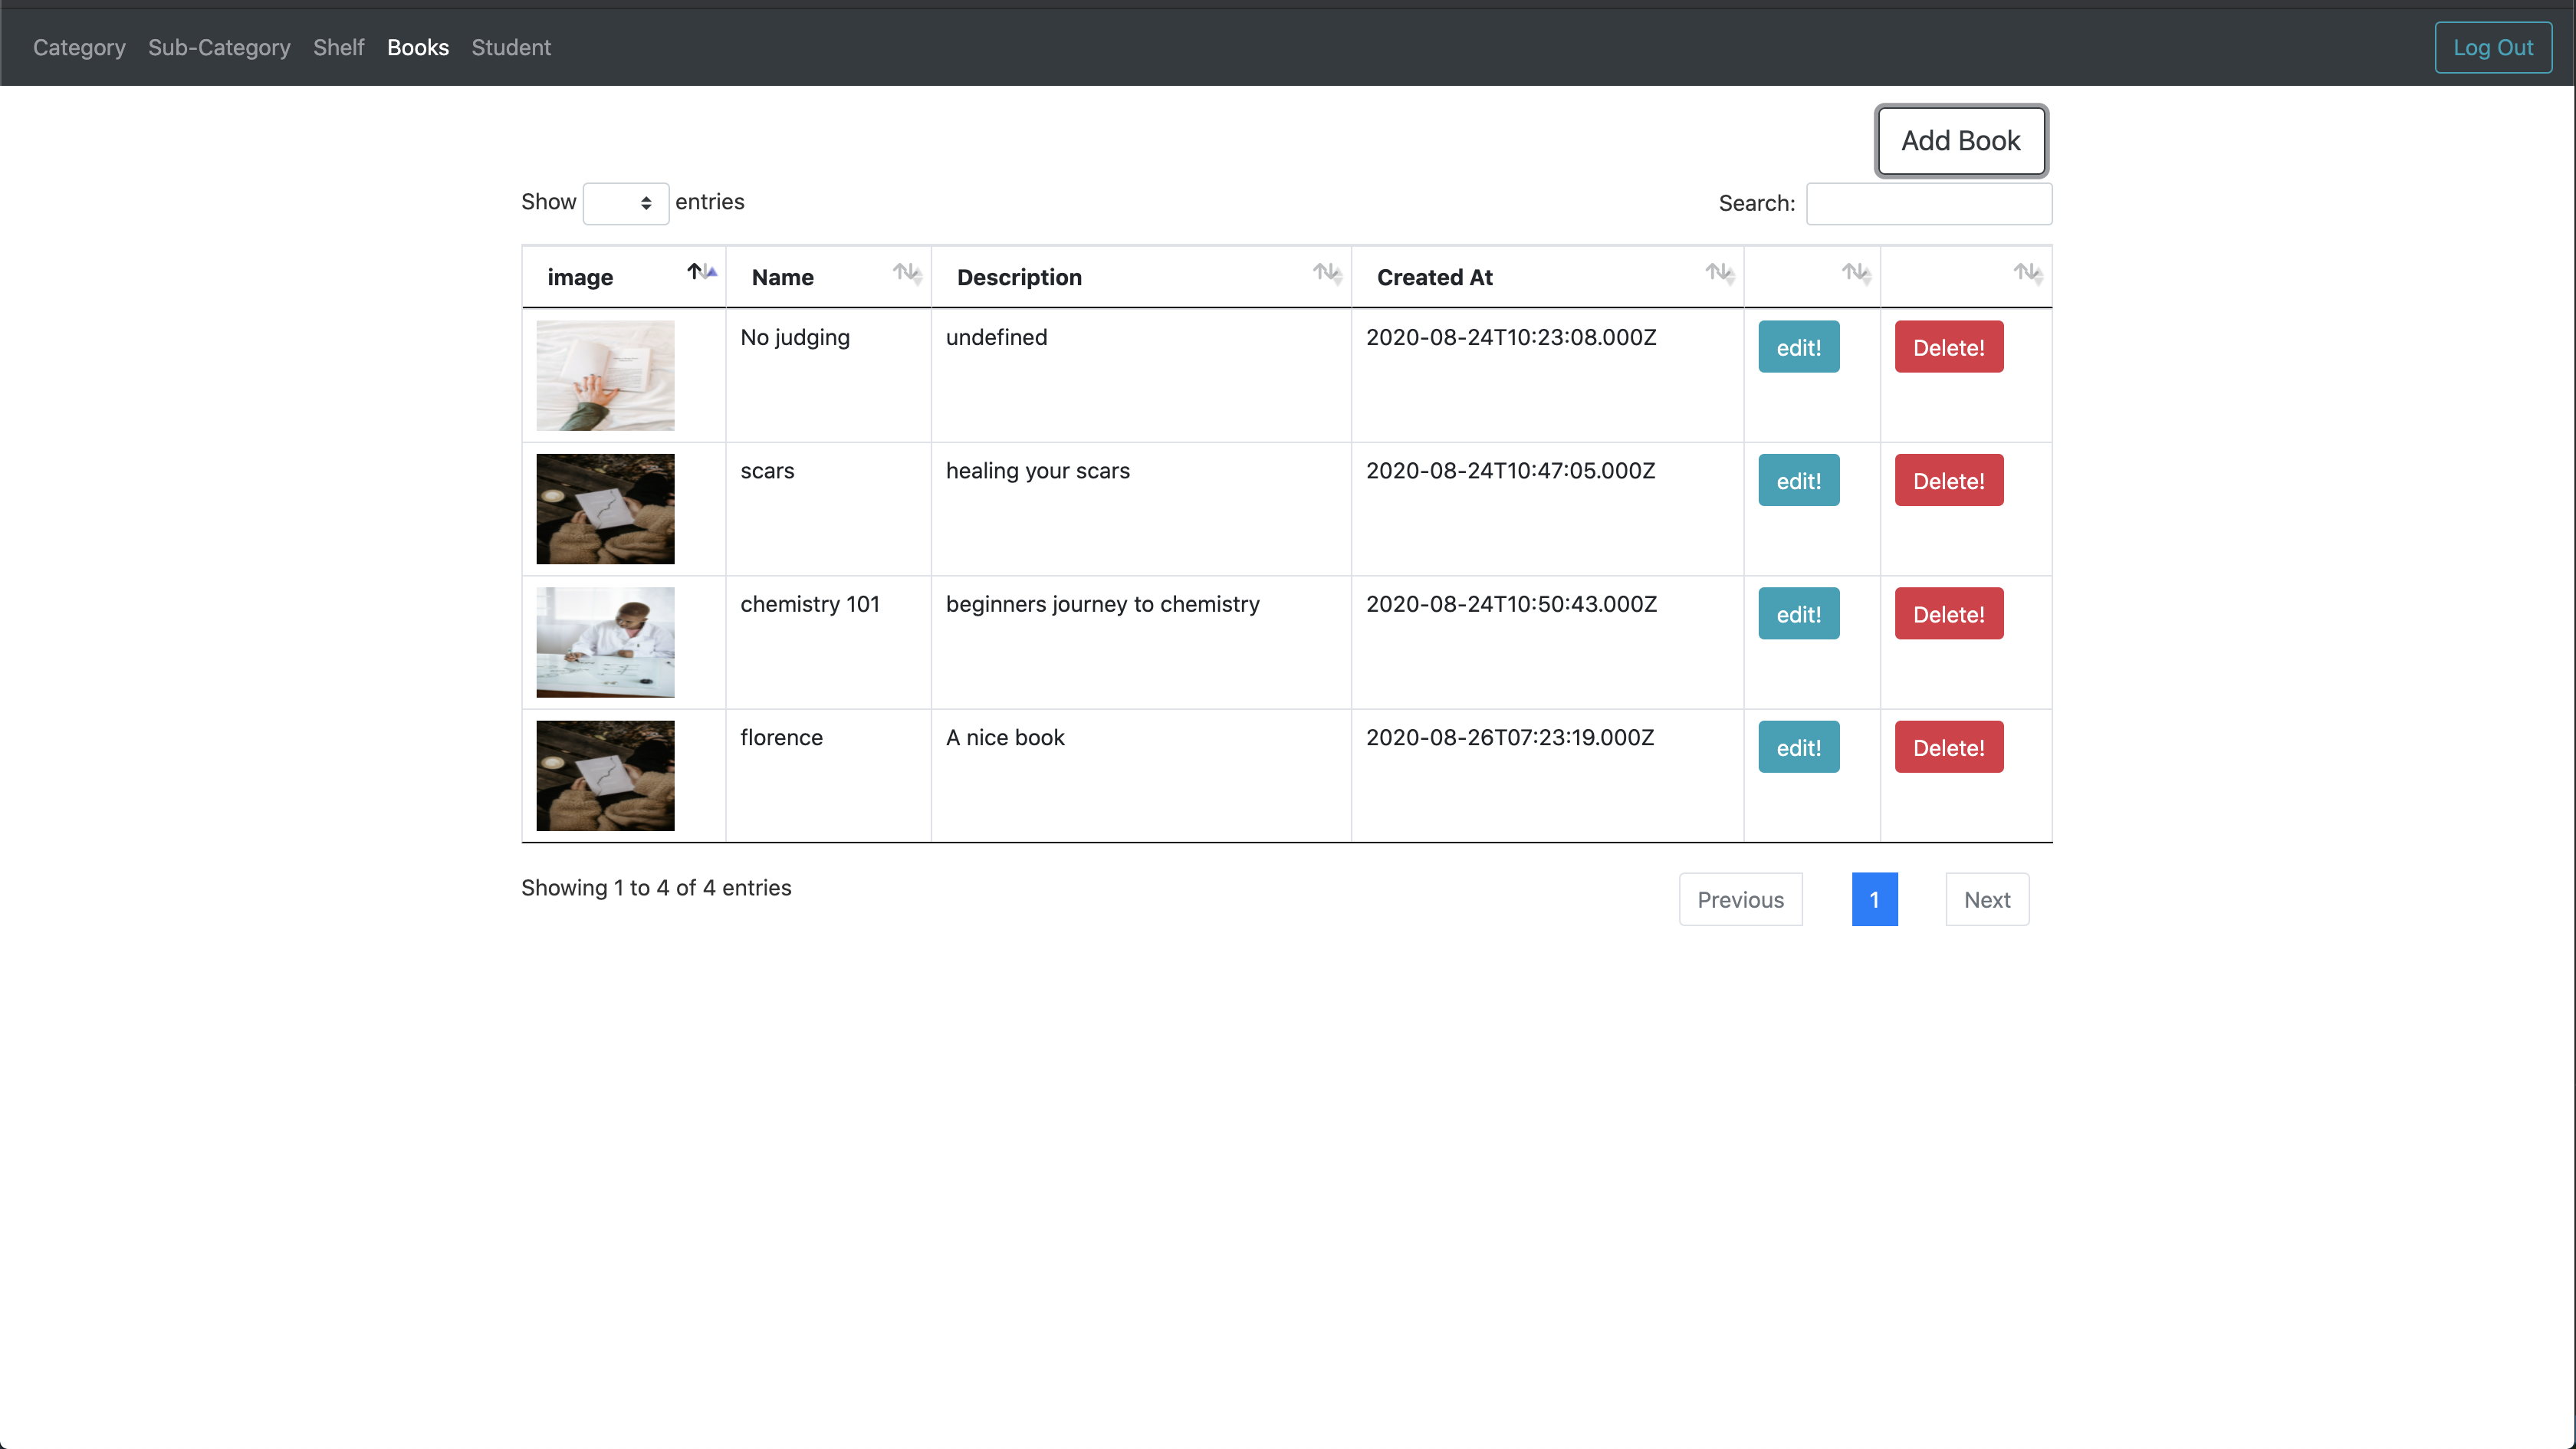 Category Sub-Category Shelf Books Student Log Out
Add Book
Show entries Search:
image Name Description Created At
No judging undefined 2020-08-24T10:23:08.000Z edit! Delete!
scars healing your scars 2020-08-24T10:47:05.000Z edit! Delete!
chemistry 101 beginners journey to chemistry 2020-08-24T10:50:43.000Z edit! Delete!
florence A nice book 2020-08-26T07:23:19.000Z edit! Delete!
Showing 1 to 4 of 4 entries Previous 1 Next